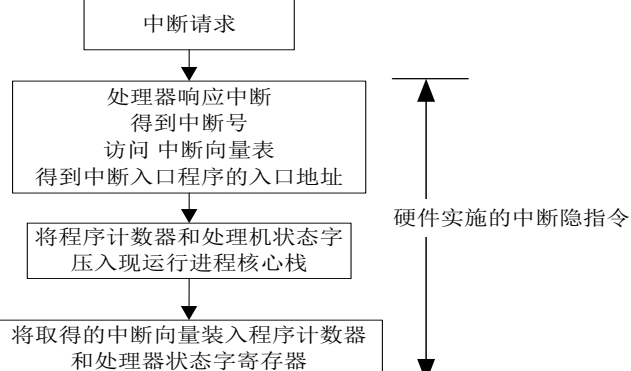 中断请求
处理器响应中断
得到中断号
访问 中断向量表
得到中断入口程序的入口地址
将程序计数器和处理机状态字
压入现运行进程核心栈
硬件实施的中断隐指令
将取得的中断向量装入程序计数器
和处理器状态字寄存器